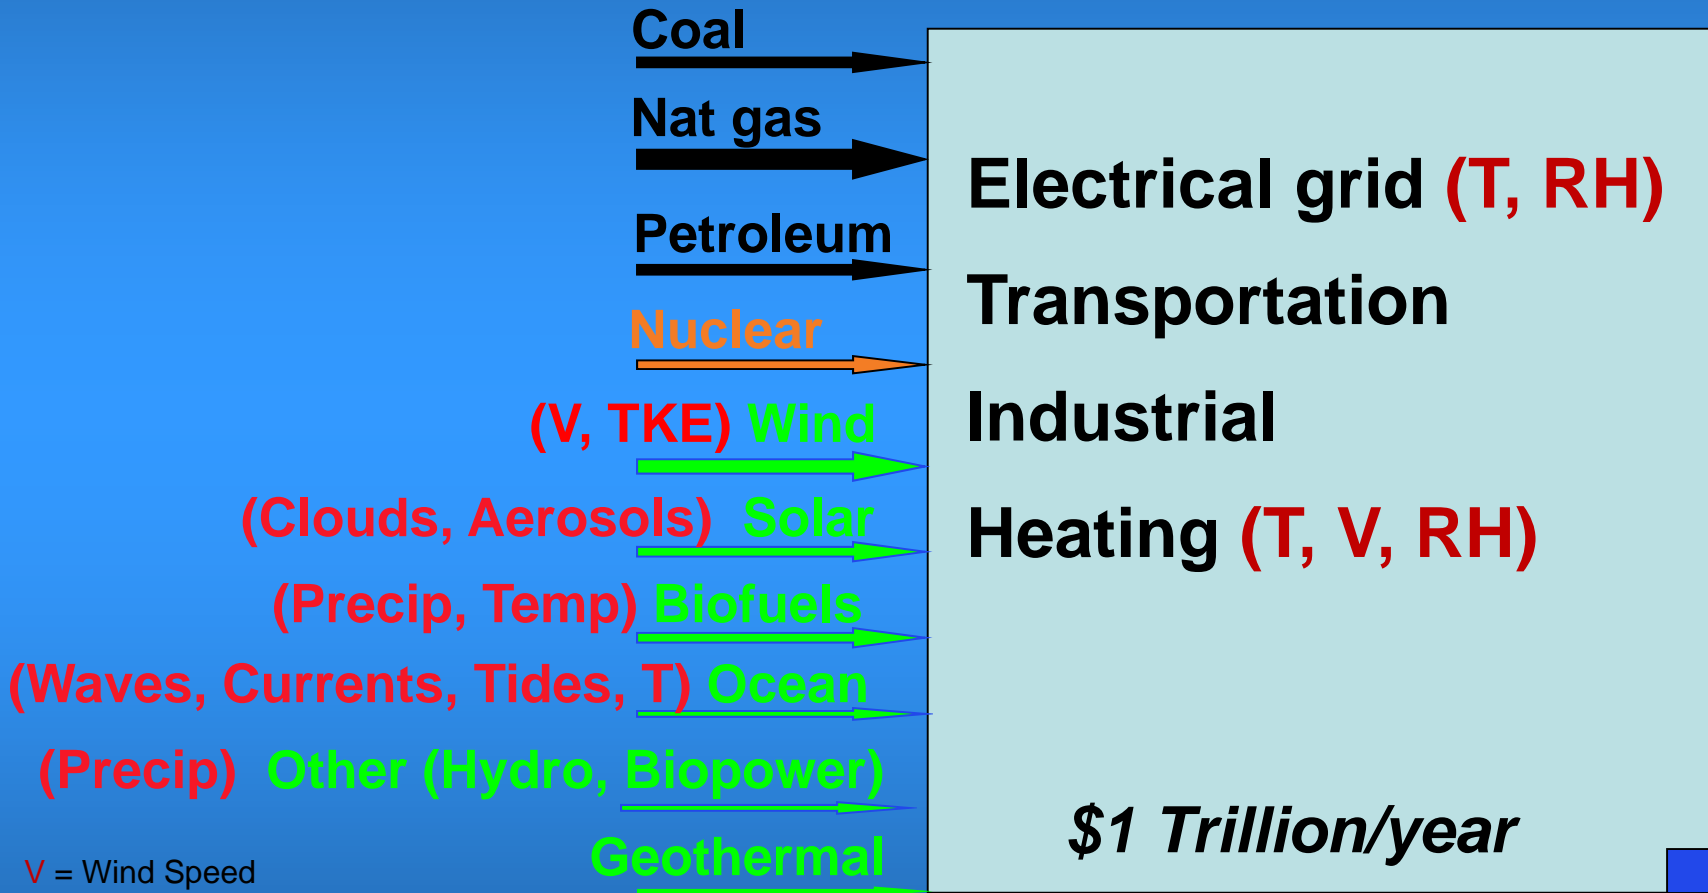 Coal
Nat gas
Petroleum
Nuclear
(V, TKE) Wind
(Clouds, Aerosols) Solar
(Precip, Temp) Biofuels
(Waves, Currents, Tides, T) Ocean
(Precip) Other (Hydro, Biopower)
Geothermal
V = Wind Speed
Electrical grid (T, RH)
Transportation
Industrial
Heating (T, V, RH)
$1 Trillion/year